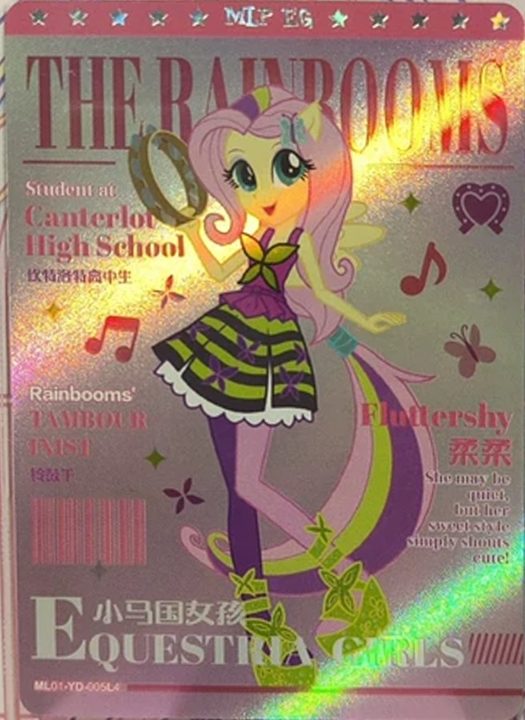 MLP EG
THE RAINBOOMS
Student at
Canterlot
High School
坎特洛特高中生
Rainbooms'
TAMBOUR
INIST
铃鼓手
Fluttershy
柔柔
She may be
quiet,
but her
sweet style
simply shouts
cute!
小马国女孩
EQUESTRIA GIRLS
ML01-YD-005L4